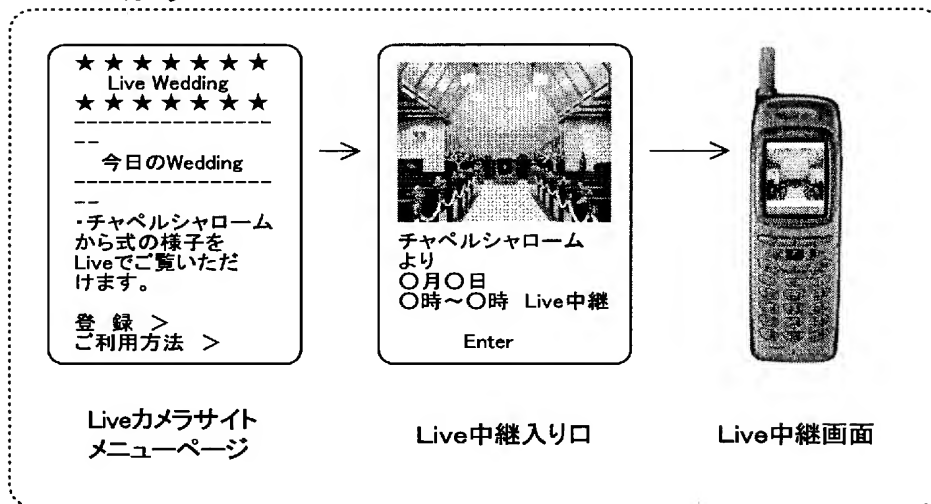 ★★★★★★★
Live Wedding
★★★★★★★
----------------
--
今日のWedding
----------------
--
・チャペルシャローム
から式の様子を
Liveでご覧いただ
けます。
登 録 ＞
ご利用方法 ＞
Liveカメラサイト
メニューページ
チャペルシャローム
より
〇月〇日
〇時～〇時 Live中継
Enter
Live中継入り口
Live中継画面